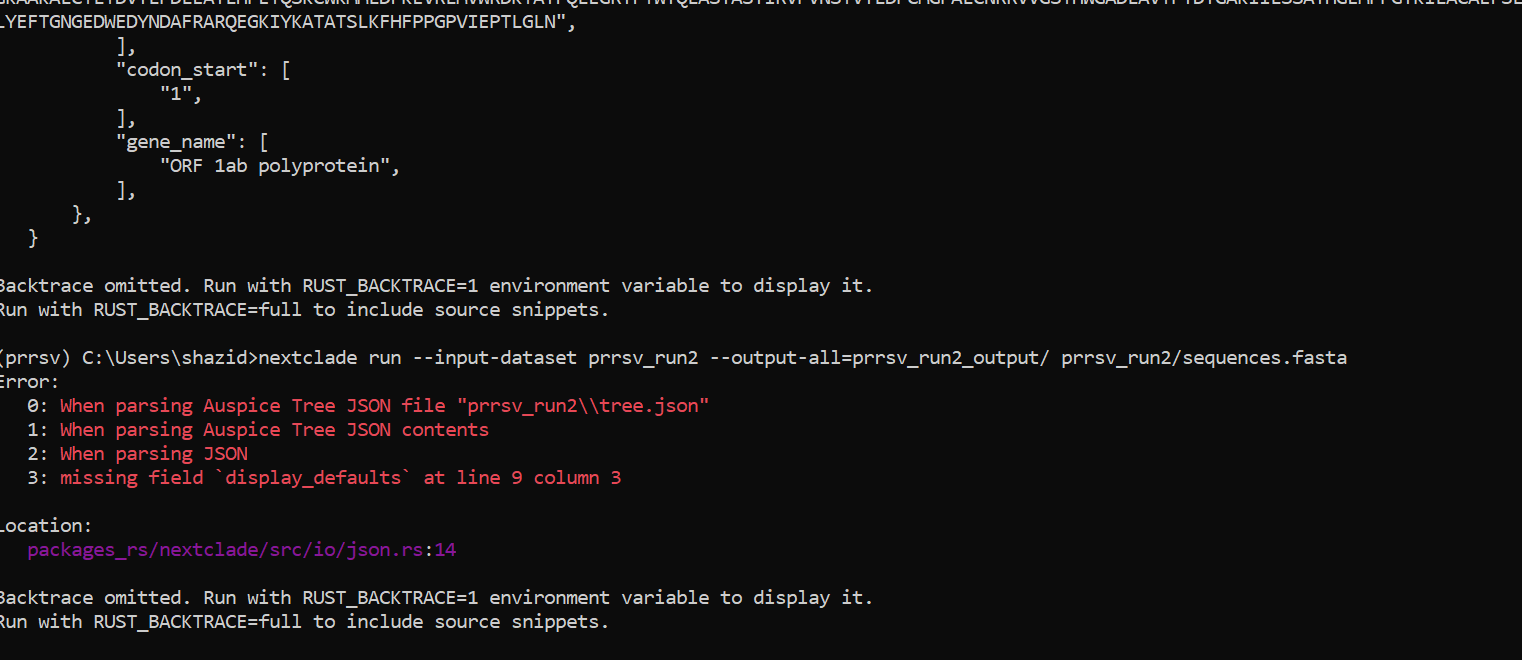 LYEFTGNGEDWEDYNDAFRARQEGKIYKATATSLKFHFPPGPVIEPTLGLN",
],
"codon_start": [
"1",
],
"gene_name": [
"ORF 1ab polyprotein",
],
},
}
Backtrace omitted. Run with RUST_BACKTRACE=1 environment variable to display it.
Run with RUST_BACKTRACE=full to include source snippets.
(prrsv) C:\Users\shazid>nextclade run --input-dataset prrsv_run2 --output-all=prrsv_run2_output/ prrsv_run2/sequences.fasta
Error:
0: When parsing Auspice Tree JSON file "prrsv_run2\\tree.json"
1: When parsing Auspice Tree JSON contents
2: When parsing JSON
3: missing field `display_defaults` at line 9 column 3
Location:
packages_rs/nextclade/src/io/json.rs:14
Backtrace omitted. Run with RUST_BACKTRACE=1 environment variable to display it.
Run with RUST_BACKTRACE=full to include source snippets.